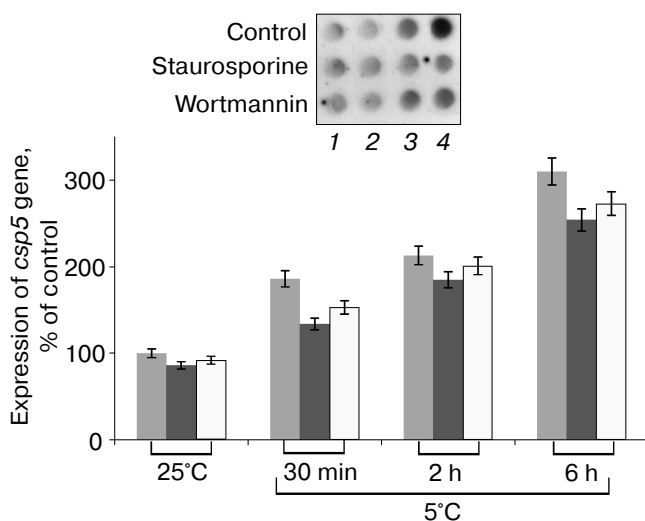 Control
Staurosporine
Wortmannin
1 2 3 4
Expression of csp5 gene,
% of control
300
200
100
0
25°C 30 min 2 h 6 h
5°C